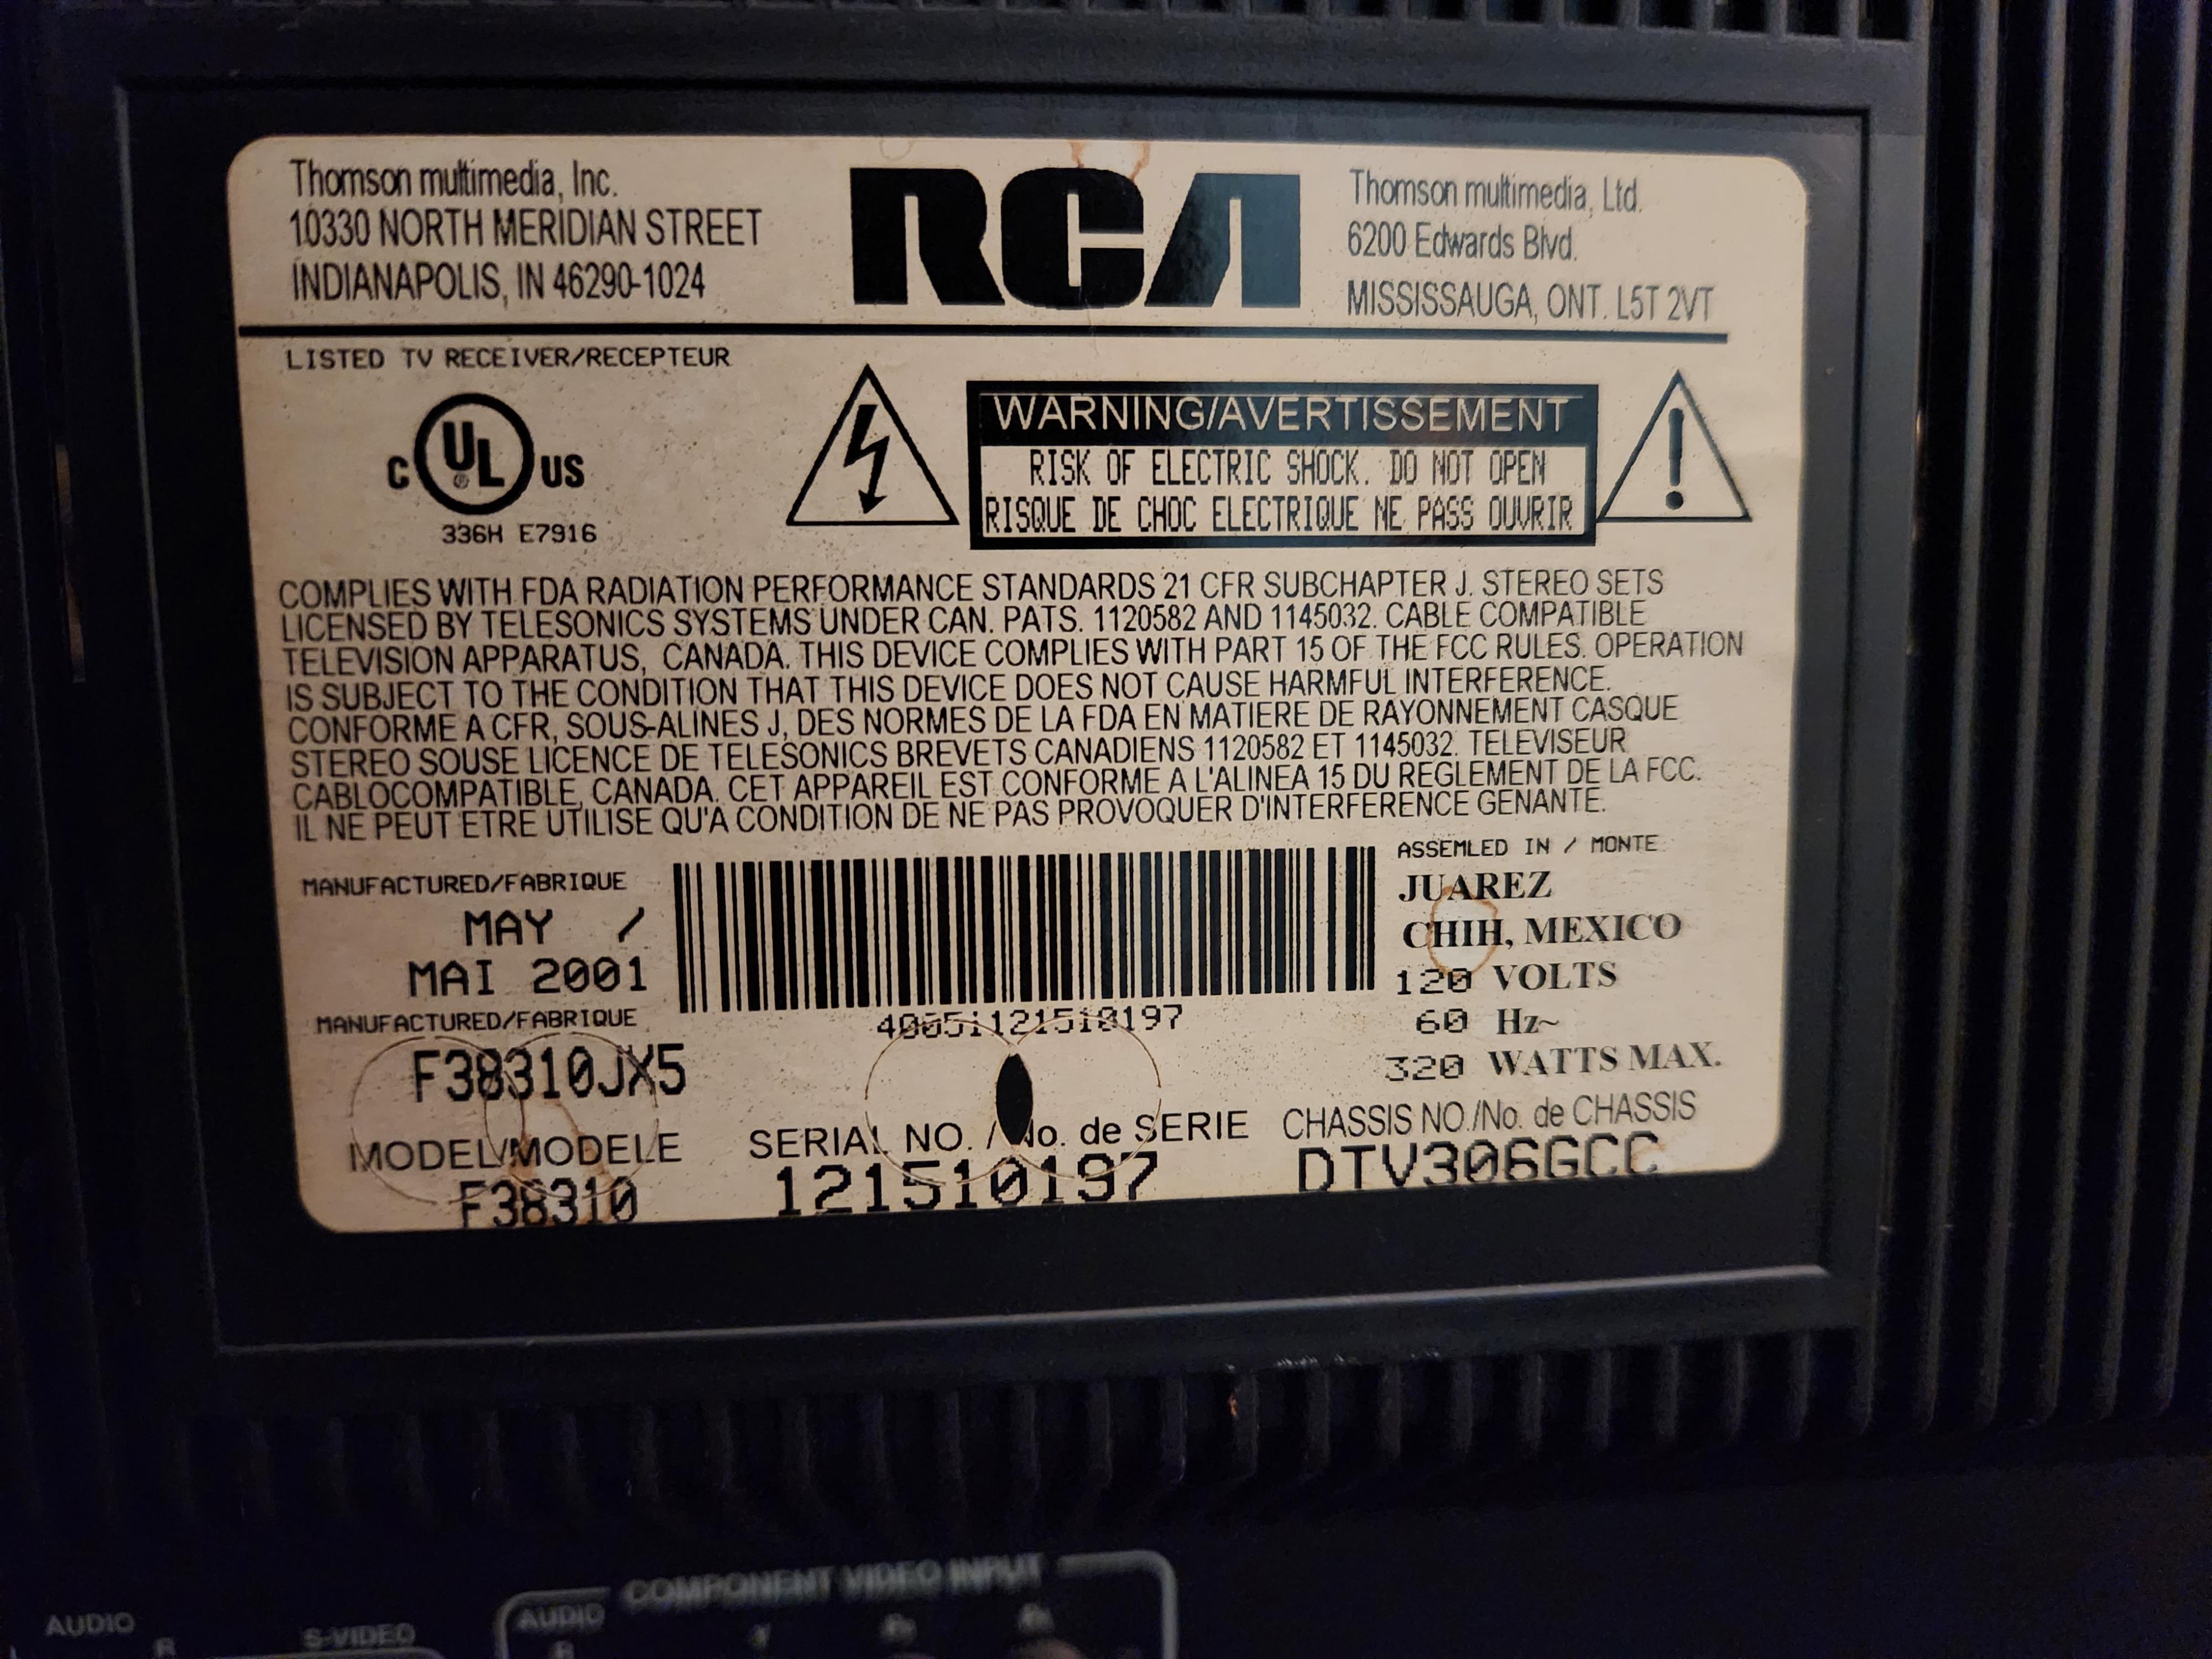 Thomson multimedia, Inc.
10330 NORTH MERIDIAN STREET
INDIANAPOLIS, IN 46290-1024
RCA
Thomson multimedia, Ltd.
6200 Edwards Blvd.
MISSISSAUGA, ONT. L5T 2VT
LISTED TV RECEIVER/RECEPTEUR
C UL ® US
336H E7916
WARNING/AVERTISSEMENT
RISK OF ELECTRIC SHOCK. DO NOT OPEN
RISQUE DE CHOC ELECTRIQUE NE PASS OUVRIR
COMPLIES WITH FDA RADIATION PERFORMANCE STANDARDS 21 CFR SUBCHAPTER J. STEREO SETS
LICENSED BY TELESONICS SYSTEMS UNDER CAN. PATS. 1120582 AND 1145032. CABLE COMPATIBLE
TELEVISION APPARATUS, CANADA. THIS DEVICE COMPLIES WITH PART 15 OF THE FCC RULES. OPERATION
IS SUBJECT TO THE CONDITION THAT THIS DEVICE DOES NOT CAUSE HARMFUL INTERFERENCE.
CONFORME A CFR, SOUS-ALINES J, DES NORMES DE LA FDA EN MATIERE DE RAYONNEMENT CASQUE
STEREO SOUSE LICENCE DE TELESONICS BREVETS CANADIENS 1120582 ET 1145032. TELEVISEUR
CABLOCOMPATIBLE, CANADA. CET APPAREIL EST CONFORME A L'ALINEA 15 DU REGLEMENT DE LA FCC.
IL NE PEUT ETRE UTILISE QU'A CONDITION DE NE PAS PROVOQUER D'INTERFERENCE GENANTE.
MANUFACTURED/FABRIQUE
MAY /
MAI 2001
MANUFACTURED/FABRIQUE
F38310JX5
MODEL/MODELE
F38310
40051121510197
SERIAL NO. / No. de SERIE
121510197
ASSEMLED IN / MONTE
JUAREZ
CHIH, MEXICO
120 VOLTS
60 Hz~
320 WATTS MAX.
CHASSIS NO./No. de CHASSIS
DTV306GCC
COMPONENT VIDEO INPUT
AUDIO
R
S-VIDEO
AUDIO
R
Y